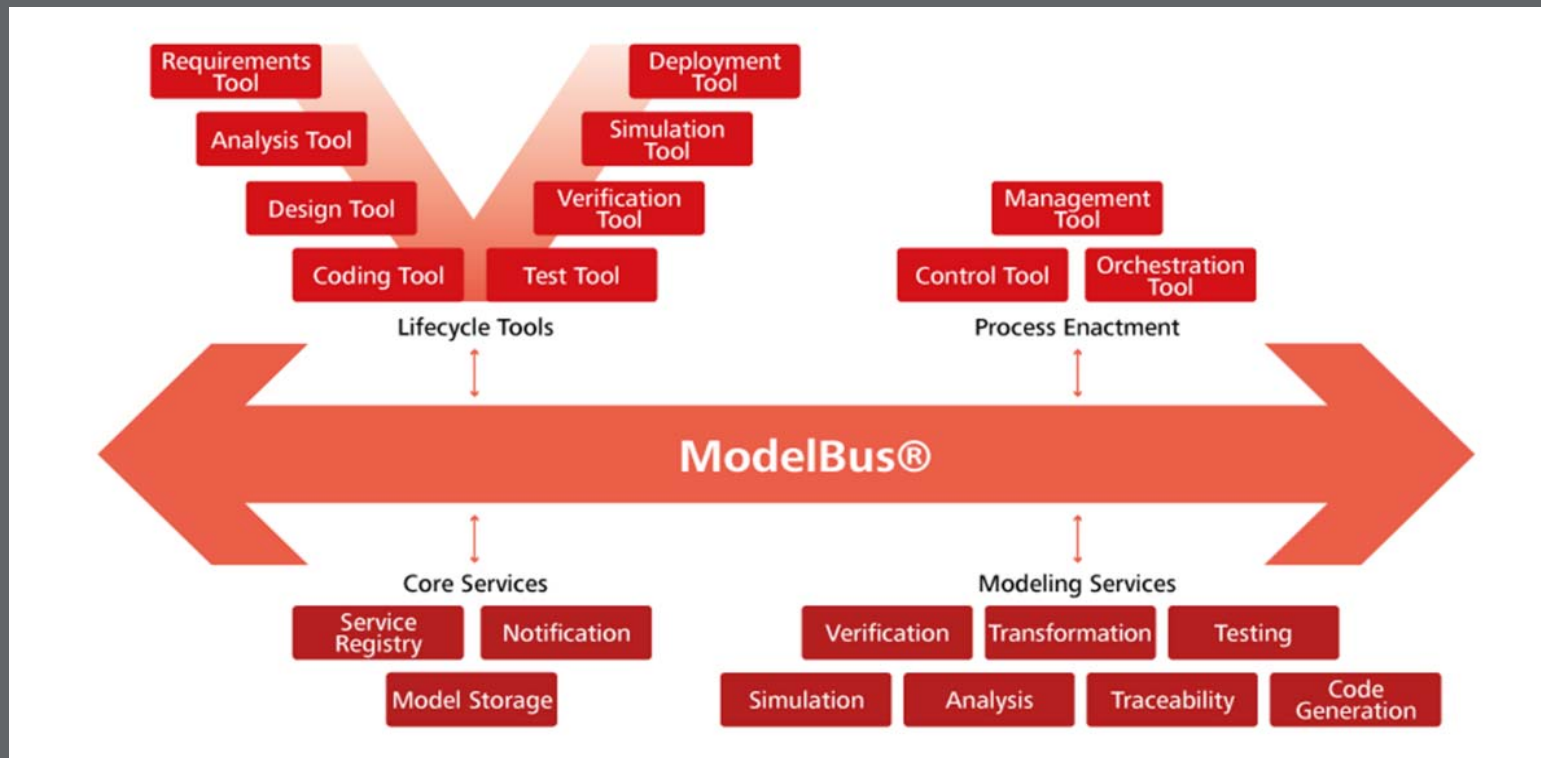 Requirements
Tool
Deployment
Tool
Analysis Tool
Simulation
Tool
Design Tool
Verification
Tool
Management
Tool
Coding Tool
Test Tool
Control Tool
Orchestration
Tool
Lifecycle Tools
Process Enactment
ModelBus®
Core Services
Modeling Services
Service
Registry
Notification
Verification
Transformation
Testing
Model Storage
Simulation
Analysis
Traceability
Code
Generation